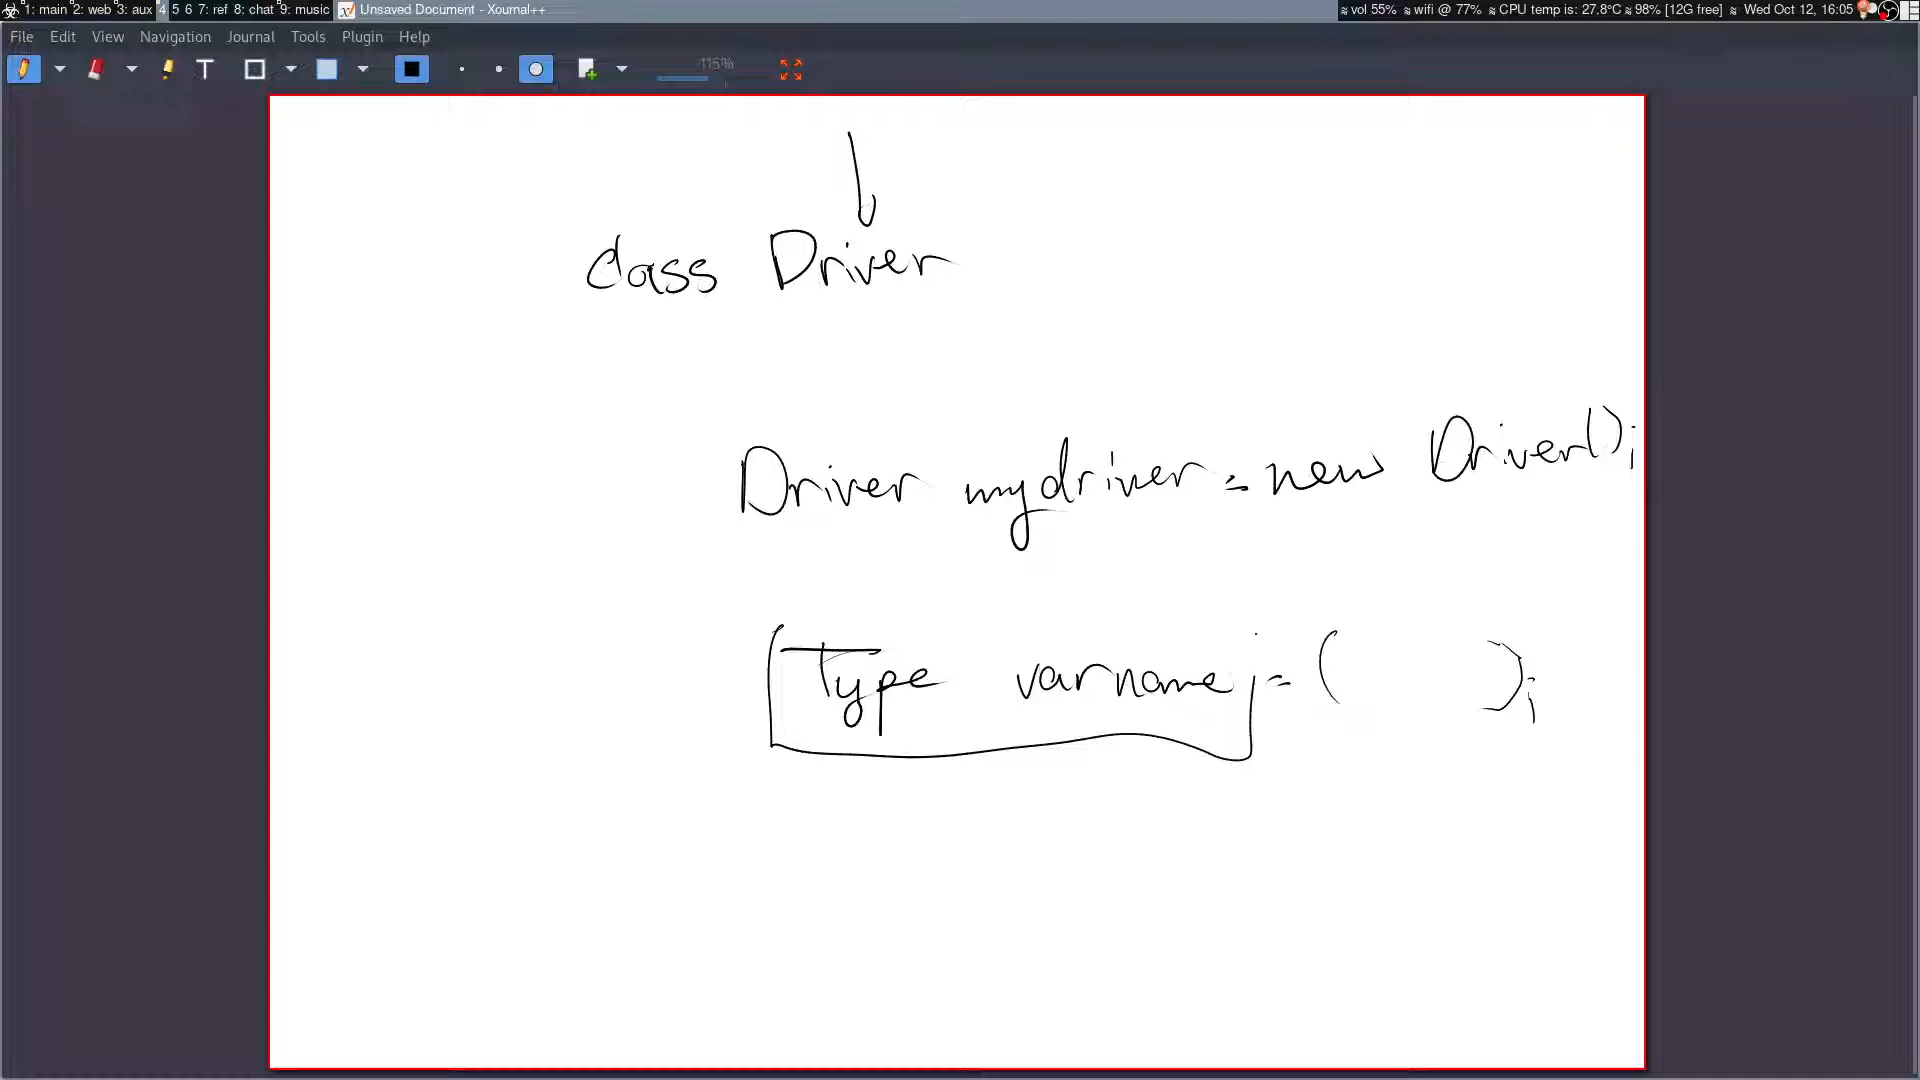 1: main 2: web 3: aux 4 5 6 7: ref 8: chat 9: music Unsaved Document - Xournal++ ≈ vol 55% ≈ wifi @ 77% ≈ CPU temp is: 27.8°C ≈ 98% [12G free] ≈ Wed Oct 12, 16:05
File Edit View Navigation Journal Tools Plugin Help
T 115%
class Driver
Driver mydriver = new Driver();
Type varname; = ( );